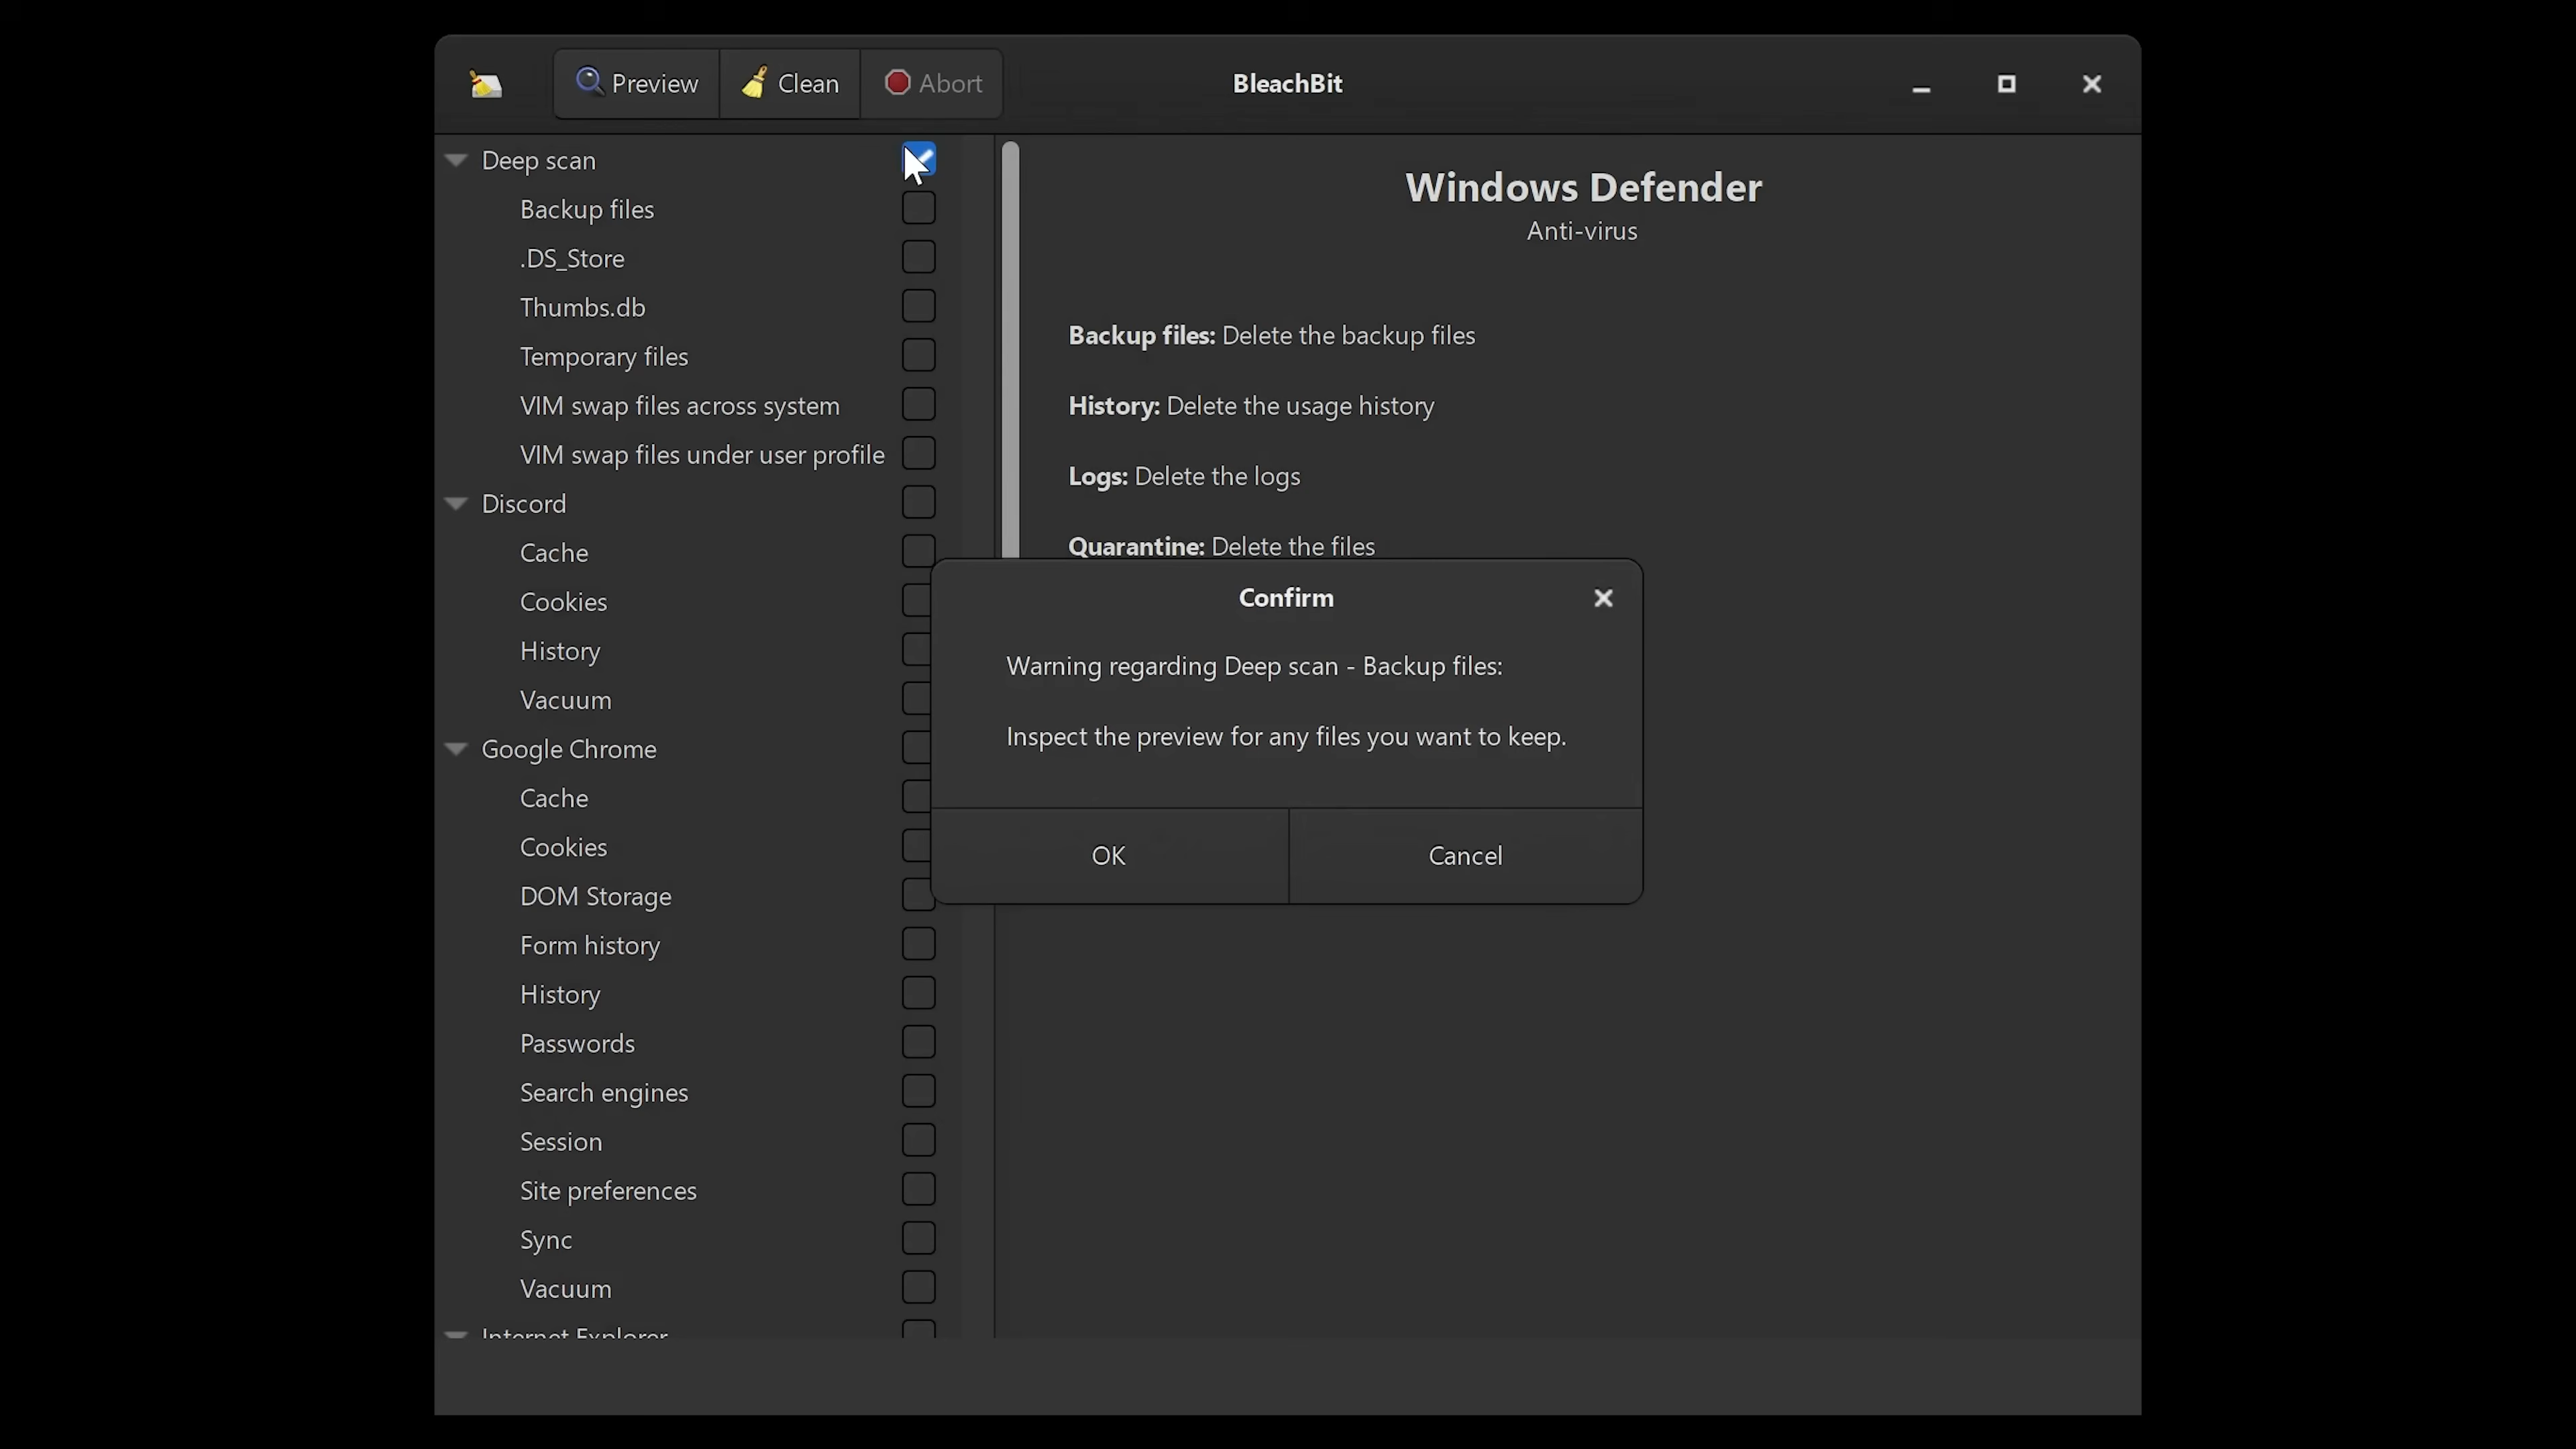 Preview Clean Abort BleachBit
Deep scan
Backup files
.DS_Store
Thumbs.db
Temporary files
VIM swap files across system
VIM swap files under user profile
Discord
Cache
Cookies
History
Vacuum
Google Chrome
Cache
Cookies
DOM Storage
Form history
History
Passwords
Search engines
Session
Site preferences
Sync
Vacuum
Internet Explorer
Windows Defender
Anti-virus
Backup files: Delete the backup files
History: Delete the usage history
Logs: Delete the logs
Quarantine: Delete the files
Confirm
Warning regarding Deep scan - Backup files:
Inspect the preview for any files you want to keep.
OK Cancel